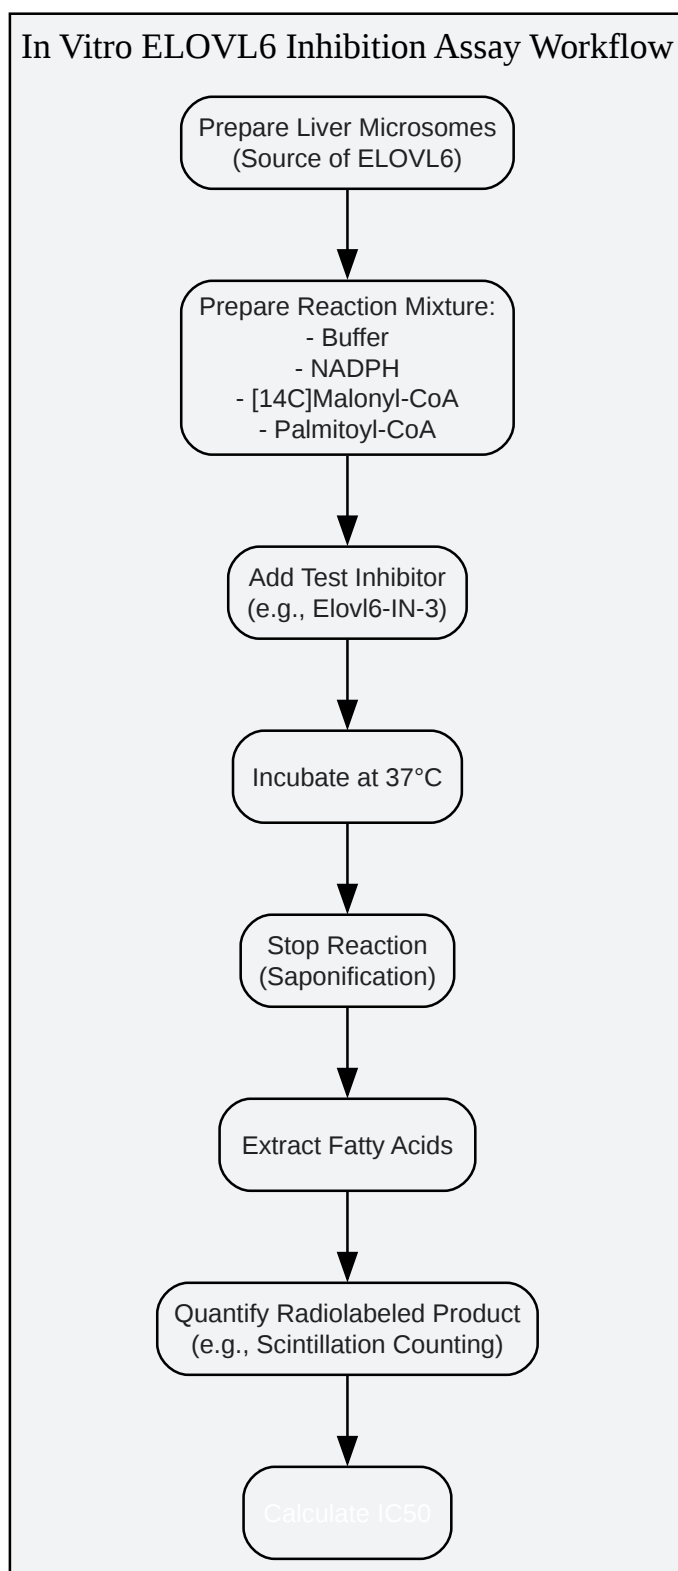 In Vitro ELOVL6 Inhibition Assay Workflow
Prepare Liver Microsomes
(Source of ELOVL6)
Prepare Reaction Mixture:
- Buffer
- NADPH
- [14C]Malonyl-CoA
- Palmitoyl-CoA
Add Test Inhibitor
(e.g., Elovl6-IN-3)
Incubate at 37°C
Stop Reaction
(Saponification)
Extract Fatty Acids
Quantify Radiolabeled Product
(e.g., Scintillation Counting)
Calculate IC50